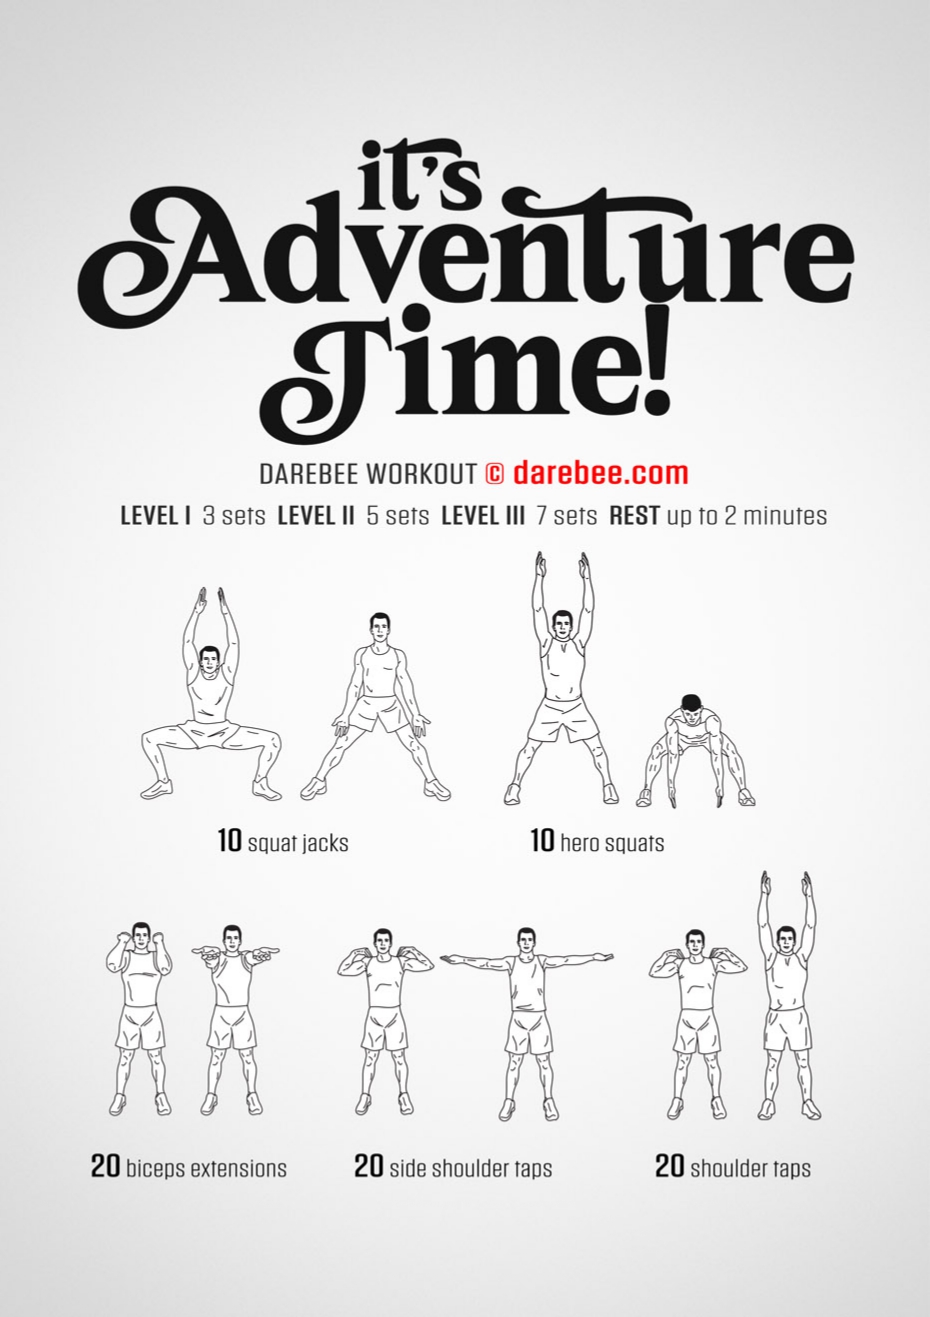 it's
Adventure
Time!
DAREBEE WORKOUT © darebee.com
LEVEL I 3 sets LEVEL II 5 sets LEVEL III 7 sets REST up to 2 minutes
10 squat jacks
10 hero squats
20 biceps extensions
20 side shoulder taps
20 shoulder taps